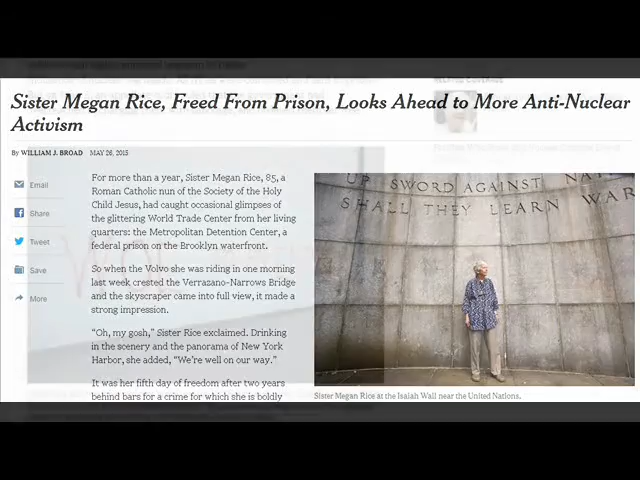 Sister Megan Rice, Freed From Prison, Looks Ahead to More Anti-Nuclear
Activism
By WILLIAM J. BROAD MAY 26, 2015
Email
Share
Tweet
Save
More
For more than a year, Sister Megan Rice, 85, a
Roman Catholic nun of the Society of the Holy
Child Jesus, had caught occasional glimpses of
the glittering World Trade Center from her living
quarters: the Metropolitan Detention Center, a
federal prison on the Brooklyn waterfront.
So when the Volvo she was riding in one morning
last week crested the Verrazano-Narrows Bridge
and the skyscraper came into full view, it made a
strong impression.
"Oh, my gosh," Sister Rice exclaimed. Drinking
in the scenery and the panorama of New York
Harbor, she added, "We're well on our way."
It was her fifth day of freedom after two years
behind bars for a crime for which she is boldly
UP SWORD AGAINST
SHALL THEY LEARN WAR
Sister Megan Rice at the Isaiah Wall near the United Nations.